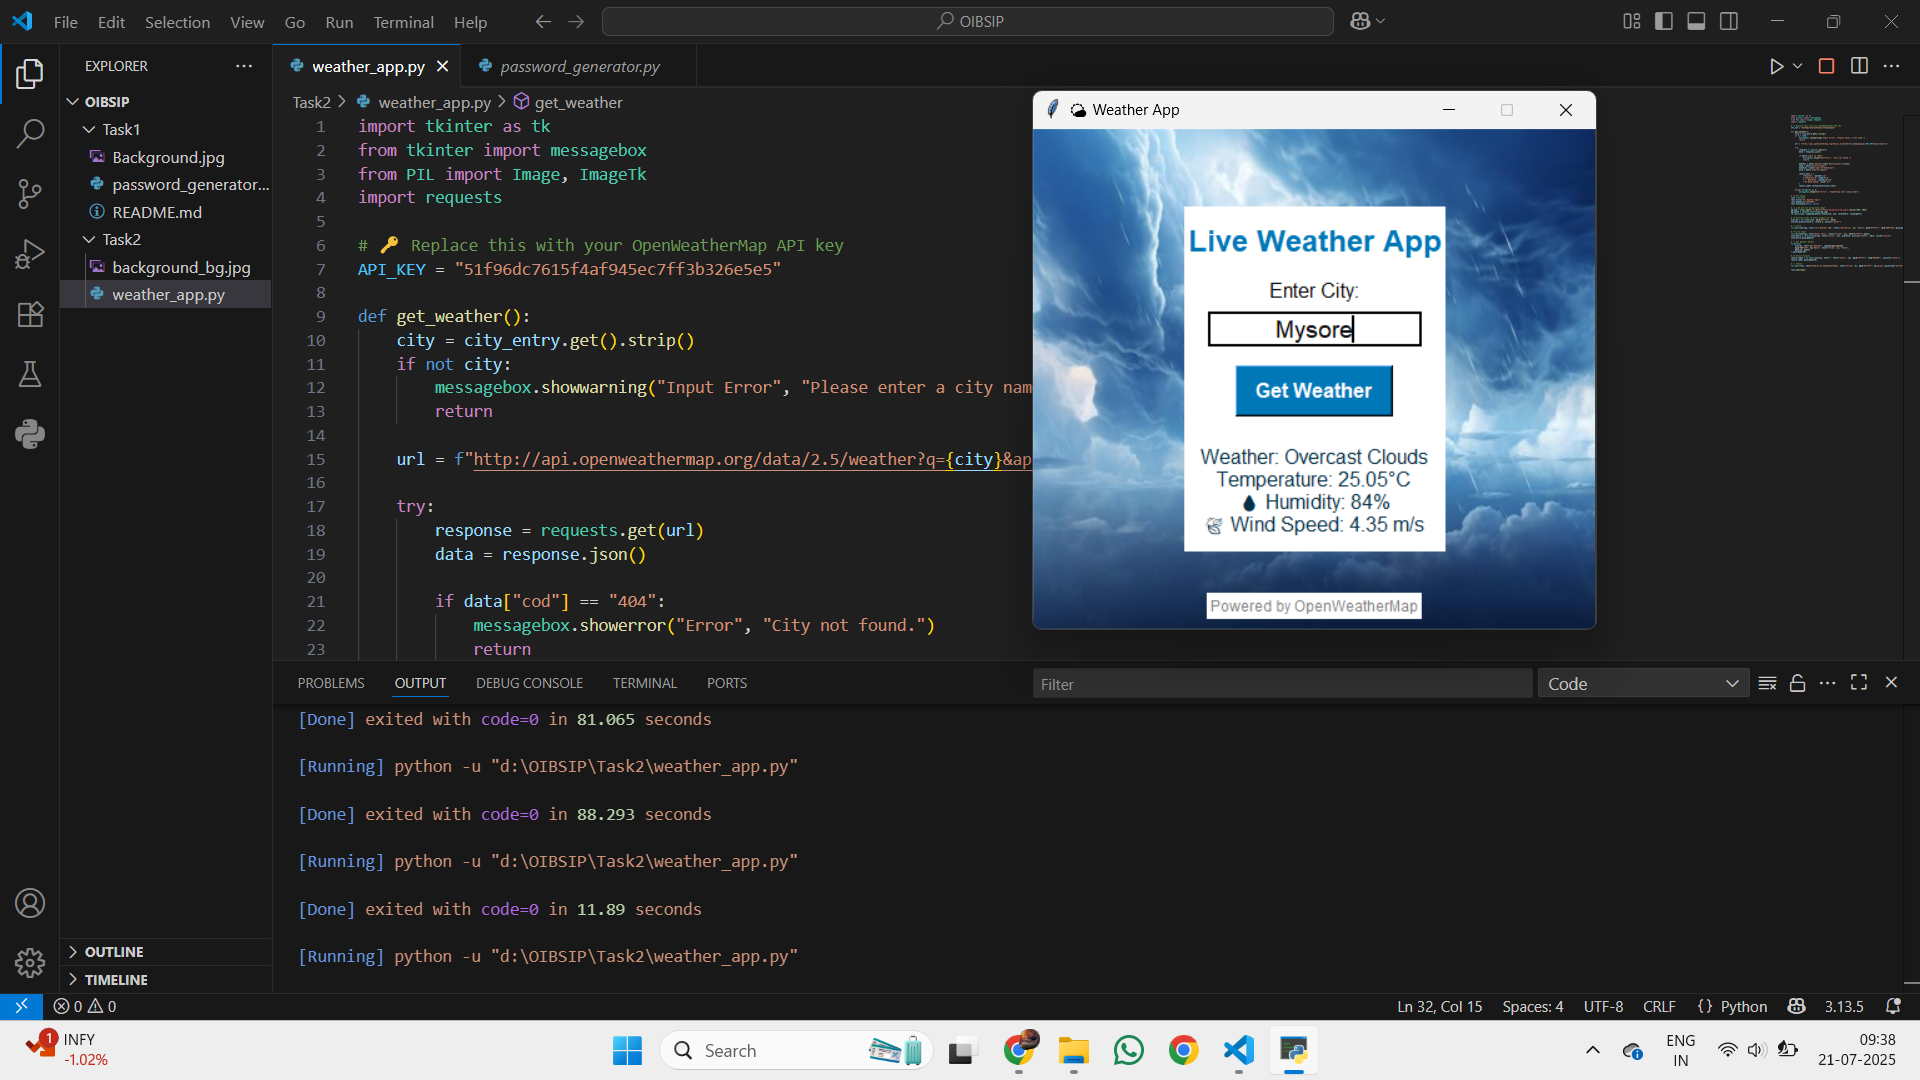 File Edit Selection View Go Run Terminal Help
OIBSIP
EXPLORER
OIBSIP
Task1
Background.jpg
password_generator...
README.md
Task2
background_bg.jpg
weather_app.py
OUTLINE
TIMELINE
weather_app.py
password_generator.py
Task2 > weather_app.py > get_weather
1 import tkinter as tk
2 from tkinter import messagebox
3 from PIL import Image, ImageTk
4 import requests
5
6 # 🔑 Replace this with your OpenWeatherMap API key
7 API_KEY = "51f96dc7615f4af945ec7ff3b326e5e5"
8
9 def get_weather():
10 city = city_entry.get().strip()
11 if not city:
12 messagebox.showwarning("Input Error", "Please enter a city nam
13 return
14
15 url = f"http://api.openweathermap.org/data/2.5/weather?q={city}&ap
16
17 try:
18 response = requests.get(url)
19 data = response.json()
20
21 if data["cod"] == "404":
22 messagebox.showerror("Error", "City not found.")
23 return
Weather App
Live Weather App
Enter City:
Mysore
Get Weather
Weather: Overcast Clouds
Temperature: 25.05°C
💧 Humidity: 84%
🍃 Wind Speed: 4.35 m/s
Powered by OpenWeatherMap
PROBLEMS OUTPUT DEBUG CONSOLE TERMINAL PORTS
Filter
Code
[Done] exited with code=0 in 81.065 seconds
[Running] python -u "d:\OIBSIP\Task2\weather_app.py"
[Done] exited with code=0 in 88.293 seconds
[Running] python -u "d:\OIBSIP\Task2\weather_app.py"
[Done] exited with code=0 in 11.89 seconds
[Running] python -u "d:\OIBSIP\Task2\weather_app.py"
0 0
Ln 32, Col 15 Spaces: 4 UTF-8 CRLF {} Python 3.13.5
1
INFY
-1.02%
Search
ENG
IN
09:38
21-07-2025